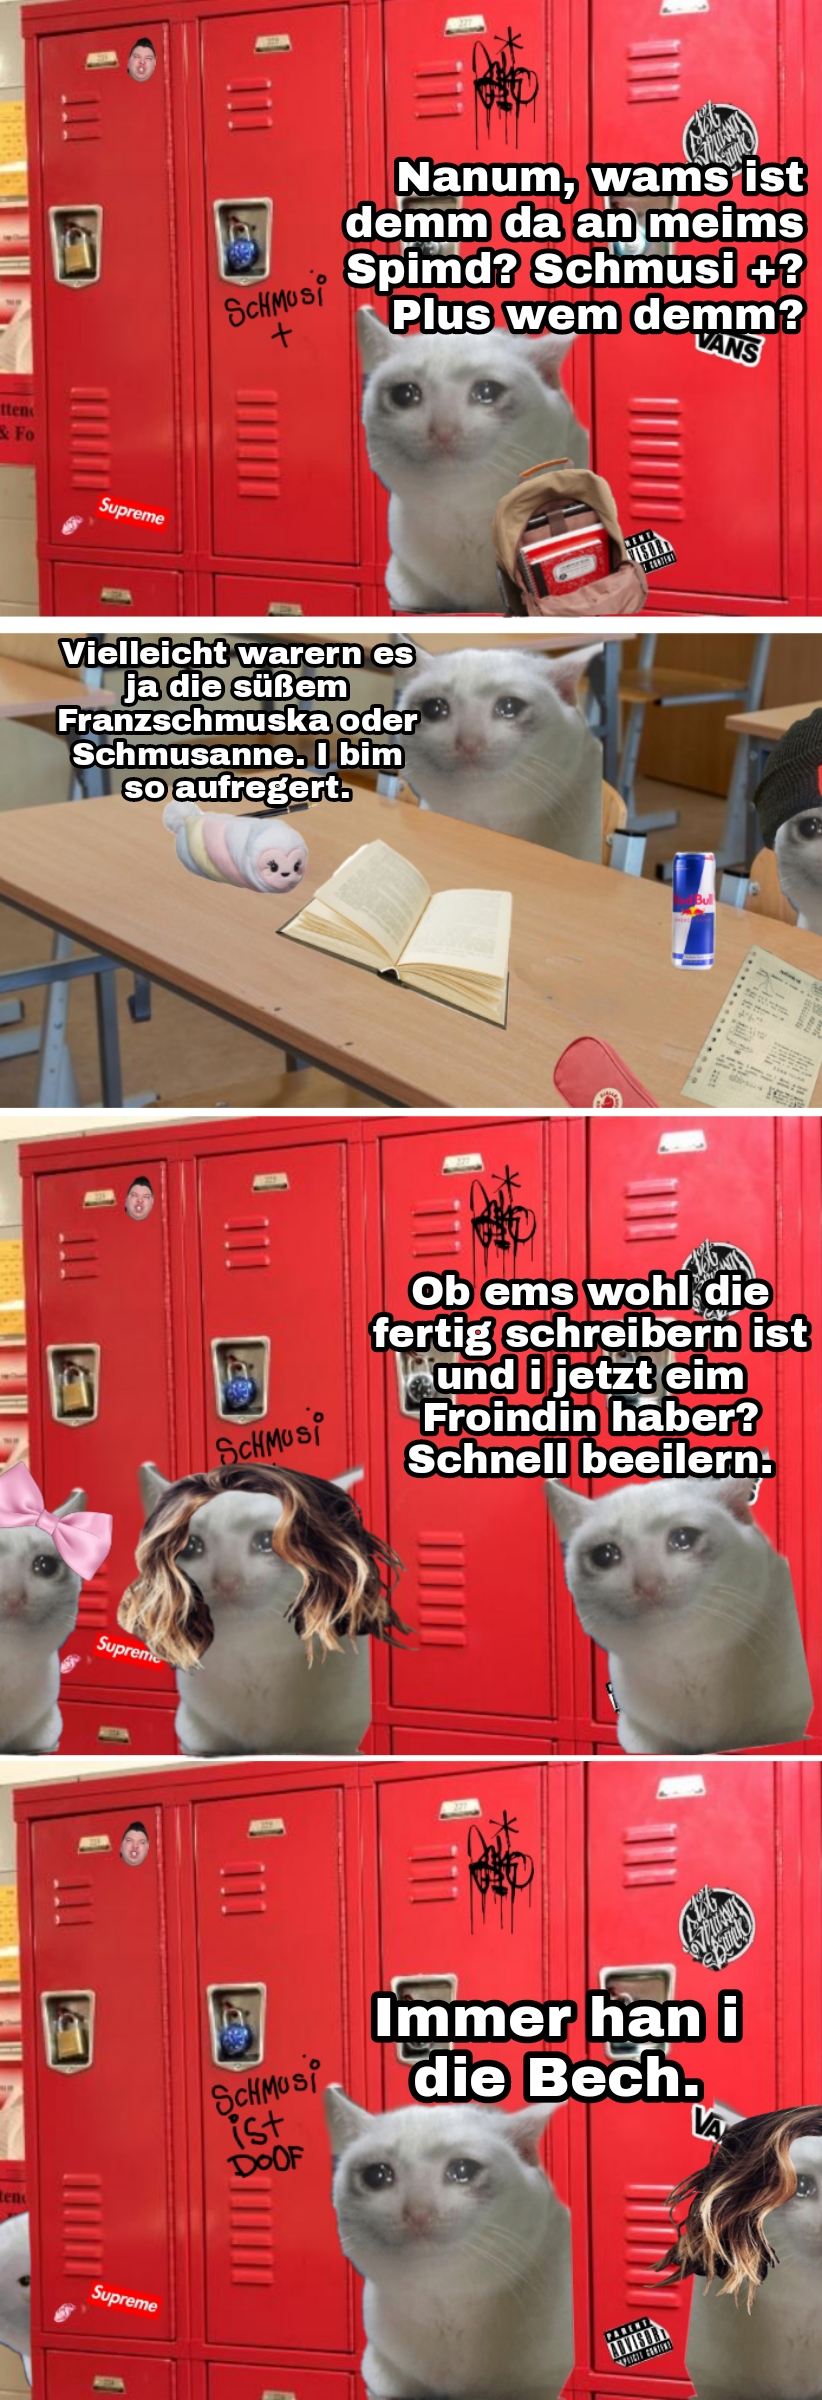 Nanum, wams ist
demm da an meims
Spimd? Schmusi +?
Plus wem demm?
SCHMUSI
+
VANS
Supreme
Vielleicht warern es
ja die süßem
Franzschmuska oder
Schmusanne. I bim
so aufregert.
Red Bull
Ob ems wohl die
fertig schreibern ist
und i jetzt eim
Froindin haber?
Schnell beeilern.
SCHMUSI
Supreme
Immer han i
die Bech.
SCHMUSI
iST
DOOF
VA
Supreme
PARENTAL
ADVISORY
EXPLICIT CONTENT